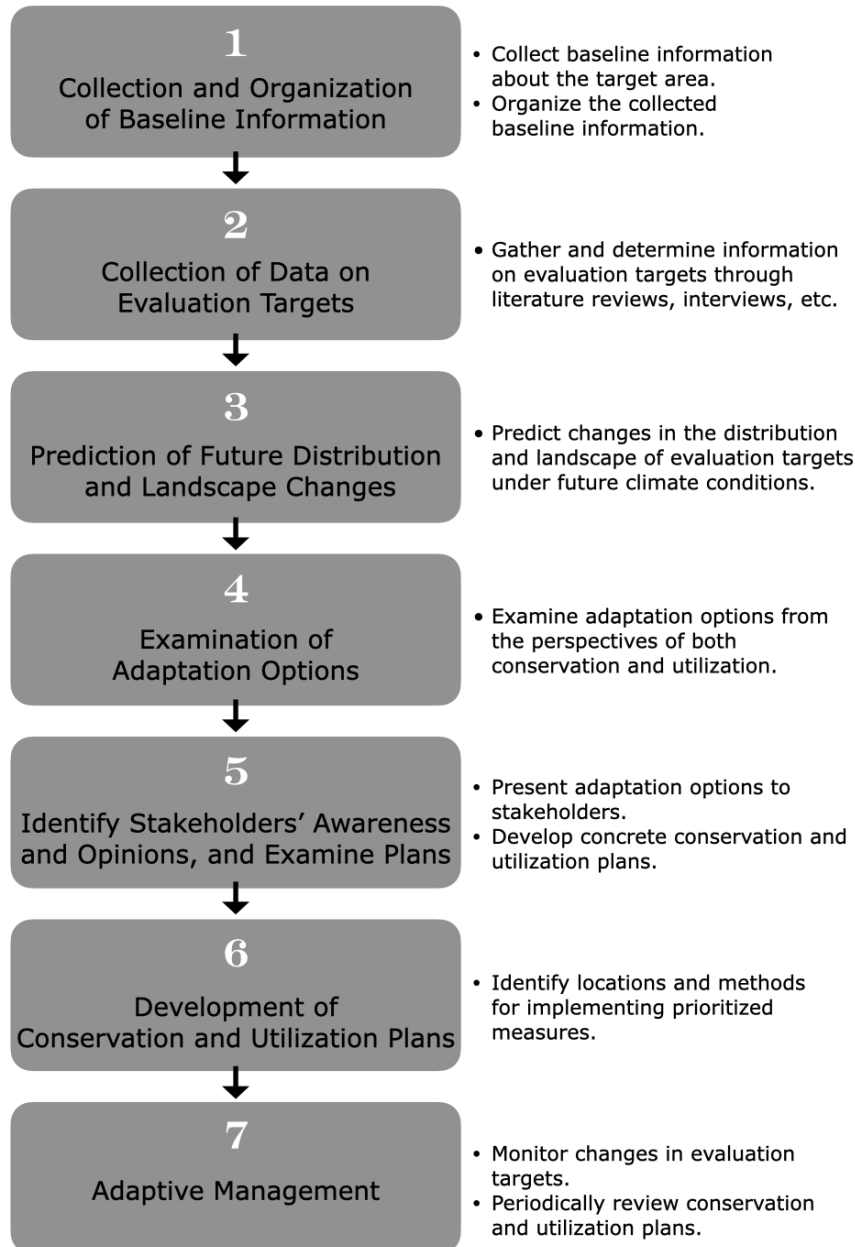 1
Collection and Organization
of Baseline Information
• Collect baseline information
about the target area.
• Organize the collected
baseline information.
2
Collection of Data on
Evaluation Targets
• Gather and determine information
on evaluation targets through
literature reviews, interviews, etc.
3
Prediction of Future Distribution
and Landscape Changes
• Predict changes in the distribution
and landscape of evaluation targets
under future climate conditions.
4
Examination of
Adaptation Options
• Examine adaptation options from
the perspectives of both
conservation and utilization.
5
Identify Stakeholders’ Awareness
and Opinions, and Examine Plans
• Present adaptation options to
stakeholders.
• Develop concrete conservation and
utilization plans.
6
Development of
Conservation and Utilization Plans
• Identify locations and methods
for implementing prioritized
measures.
7
Adaptive Management
• Monitor changes in evaluation
targets.
• Periodically review conservation
and utilization plans.